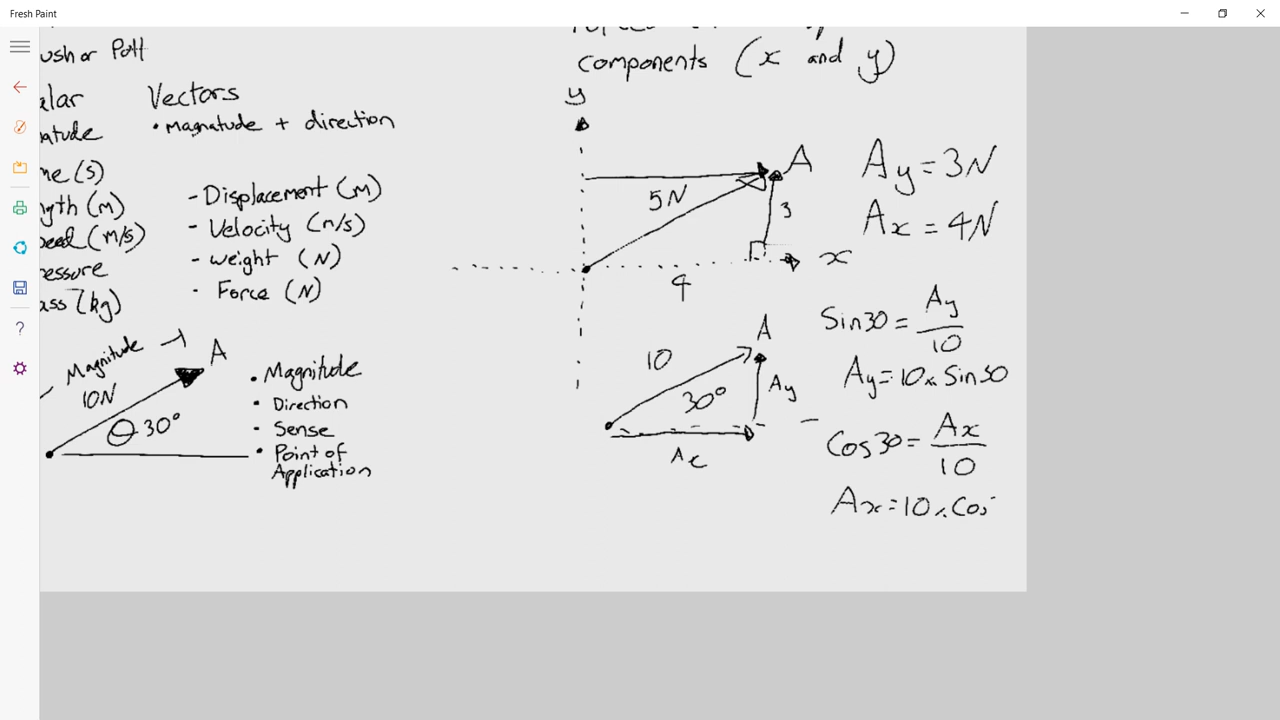 Fresh Paint
ush or Pull
alar
atude
me (s)
ngth (m)
peed (m/s)
ressure
ass (kg)
Vectors
• magnatude + direction
- Displacement (m)
- Velocity (m/s)
- weight (N)
- Force (N)
Magnitude
10N
A
θ 30°
• Magnitude
• Direction
- Sense
• Point of
Application
components (x and y)
y
A
5N
3
x
4
Ay = 3N
Ax = 4N
A
10
30°
Ay
Ax
Sin30 = Ay
10
Ay = 10 x Sin30
Cos30 = Ax
10
Ax = 10 x Cos